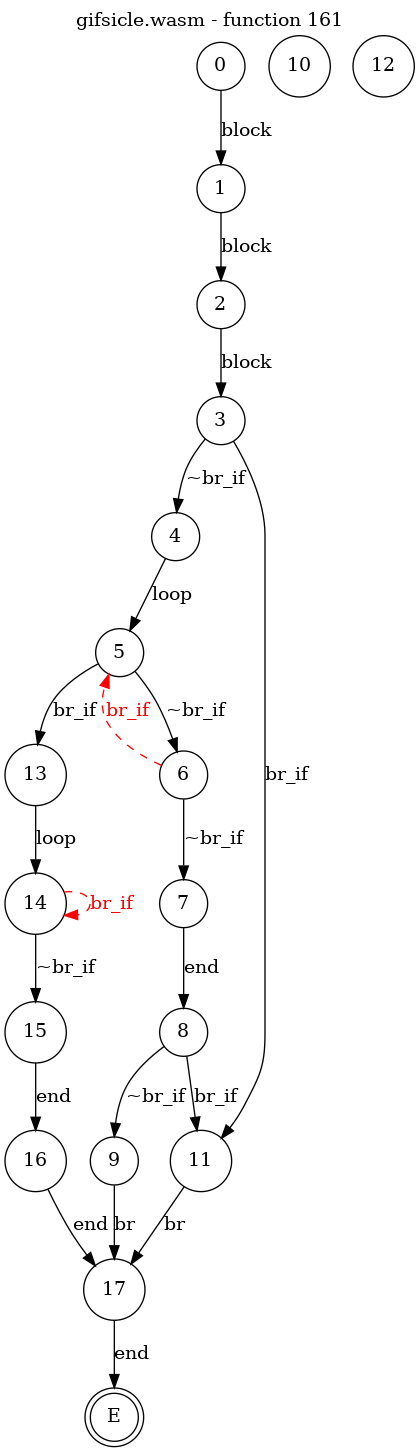 gifsicle.wasm - function 161
0
10
12
block
1
block
2
block
3
~br_if
4
loop
5
br_if
br_if
~br_if
13
6
br_if
loop
~br_if
14
br_if
7
~br_if
end
15
8
end
~br_if
br_if
16
9
11
end
br
br
17
end
E